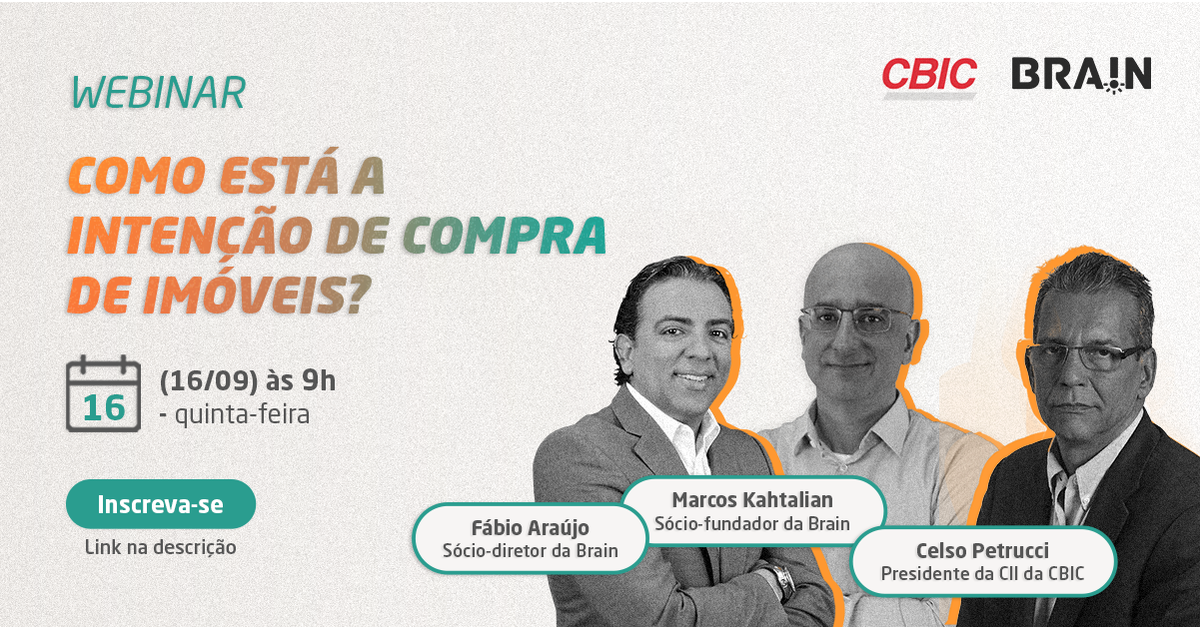 WEBINAR
CBIC
BRAIN
COMO ESTÁ A
INTENÇÃO DE COMPRA
DE IMÓVEIS?
16
(16/09) às 9h
- quinta-feira
Inscreva-se
Link na descrição
Fábio Araújo
Sócio-diretor da Brain
Marcos Kahtalian
Sócio-fundador da Brain
Celso Petrucci
Presidente da CII da CBIC